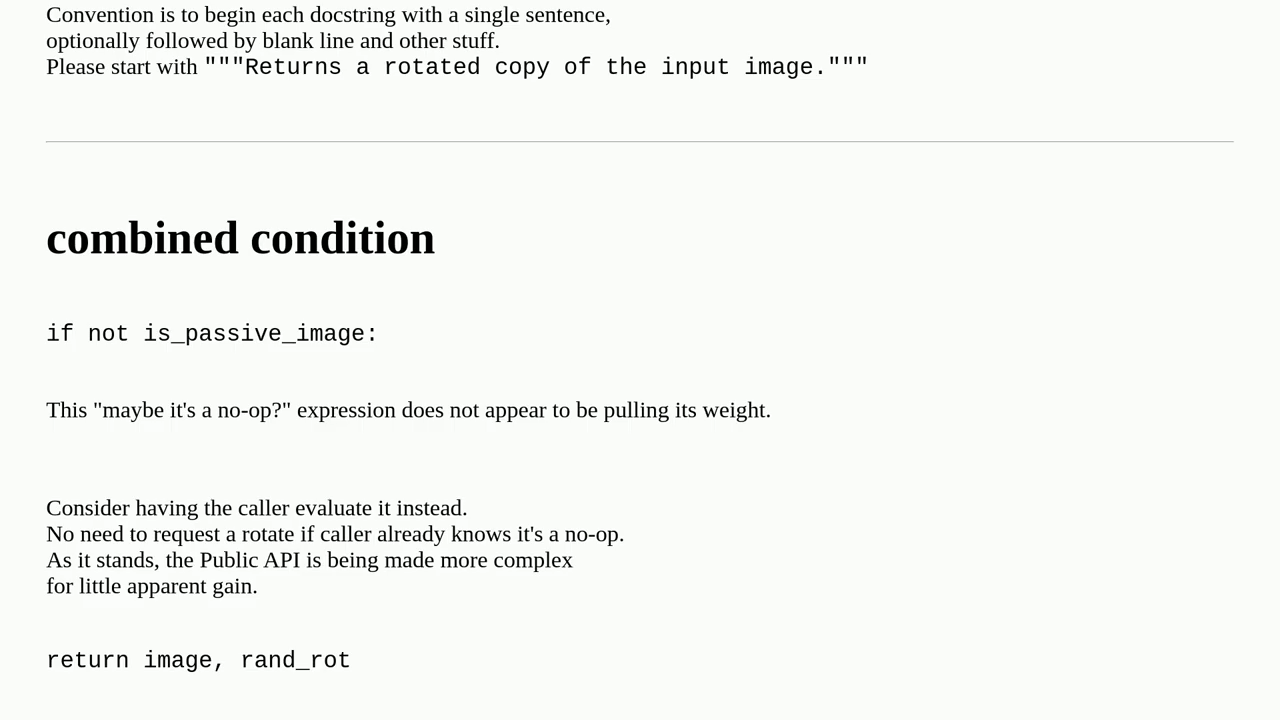 Convention is to begin each docstring with a single sentence,
optionally followed by blank line and other stuff.
Please start with """Returns a rotated copy of the input image."""
combined condition
if not is_passive_image:
This "maybe it's a no-op?" expression does not appear to be pulling its weight.
Consider having the caller evaluate it instead.
No need to request a rotate if caller already knows it's a no-op.
As it stands, the Public API is being made more complex
for little apparent gain.
return image, rand_rot